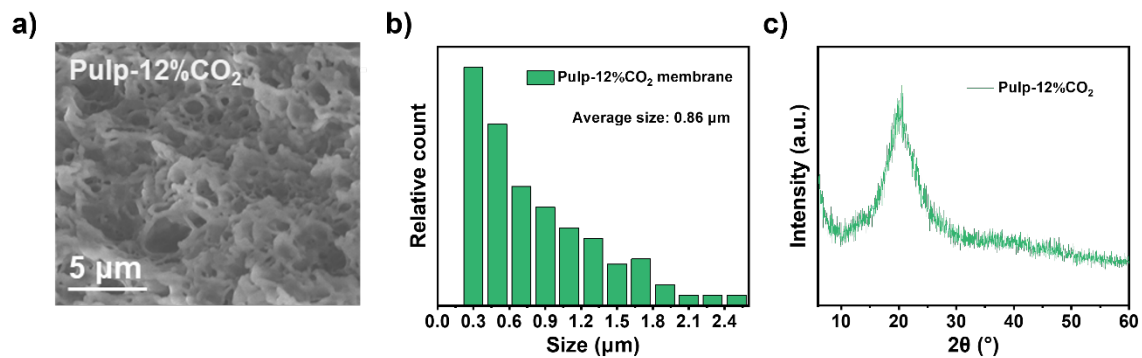 a)
Pulp-12%CO₂
5 μm
b)
Relative count
Pulp-12%CO₂ membrane
Average size: 0.86 μm
0.0 0.3 0.6 0.9 1.2 1.5 1.8 2.1 2.4
Size (μm)
c)
Intensity (a.u.)
Pulp-12%CO₂
10 20 30 40 50 60
2θ (°)